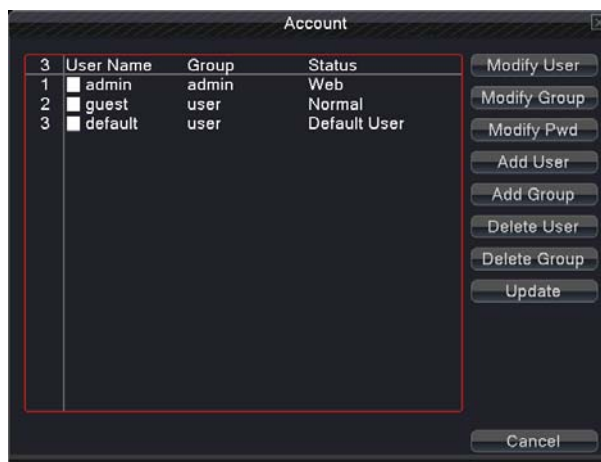 Account
3 User Name Group Status
1 admin admin Web
2 guest user Normal
3 default user Default User
Modify User
Modify Group
Modify Pwd
Add User
Add Group
Delete User
Delete Group
Update
Cancel